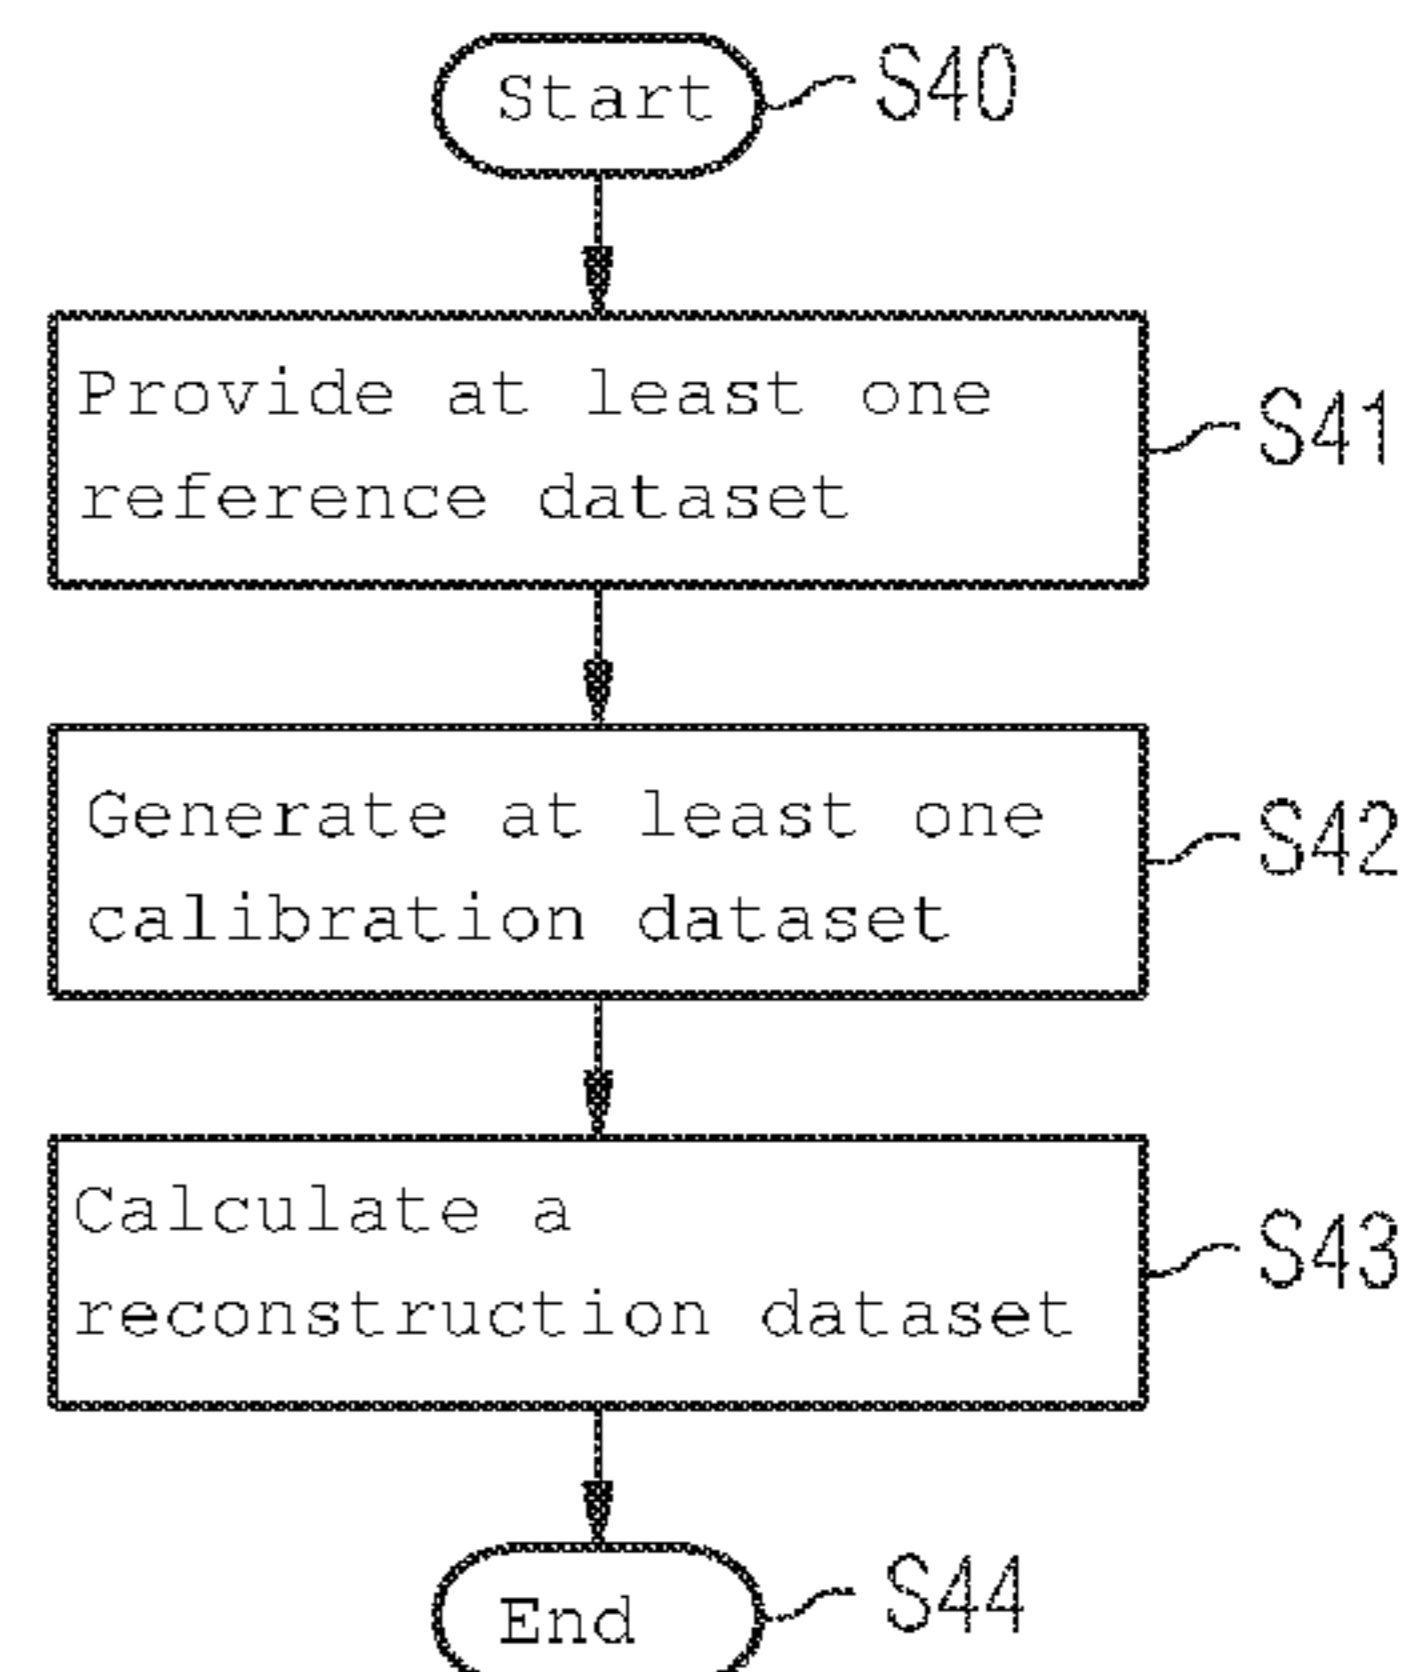 Start
S40
Provide at least one
reference dataset
S41
Generate at least one
calibration dataset
S42
Calculate a
reconstruction dataset
S43
End
S44